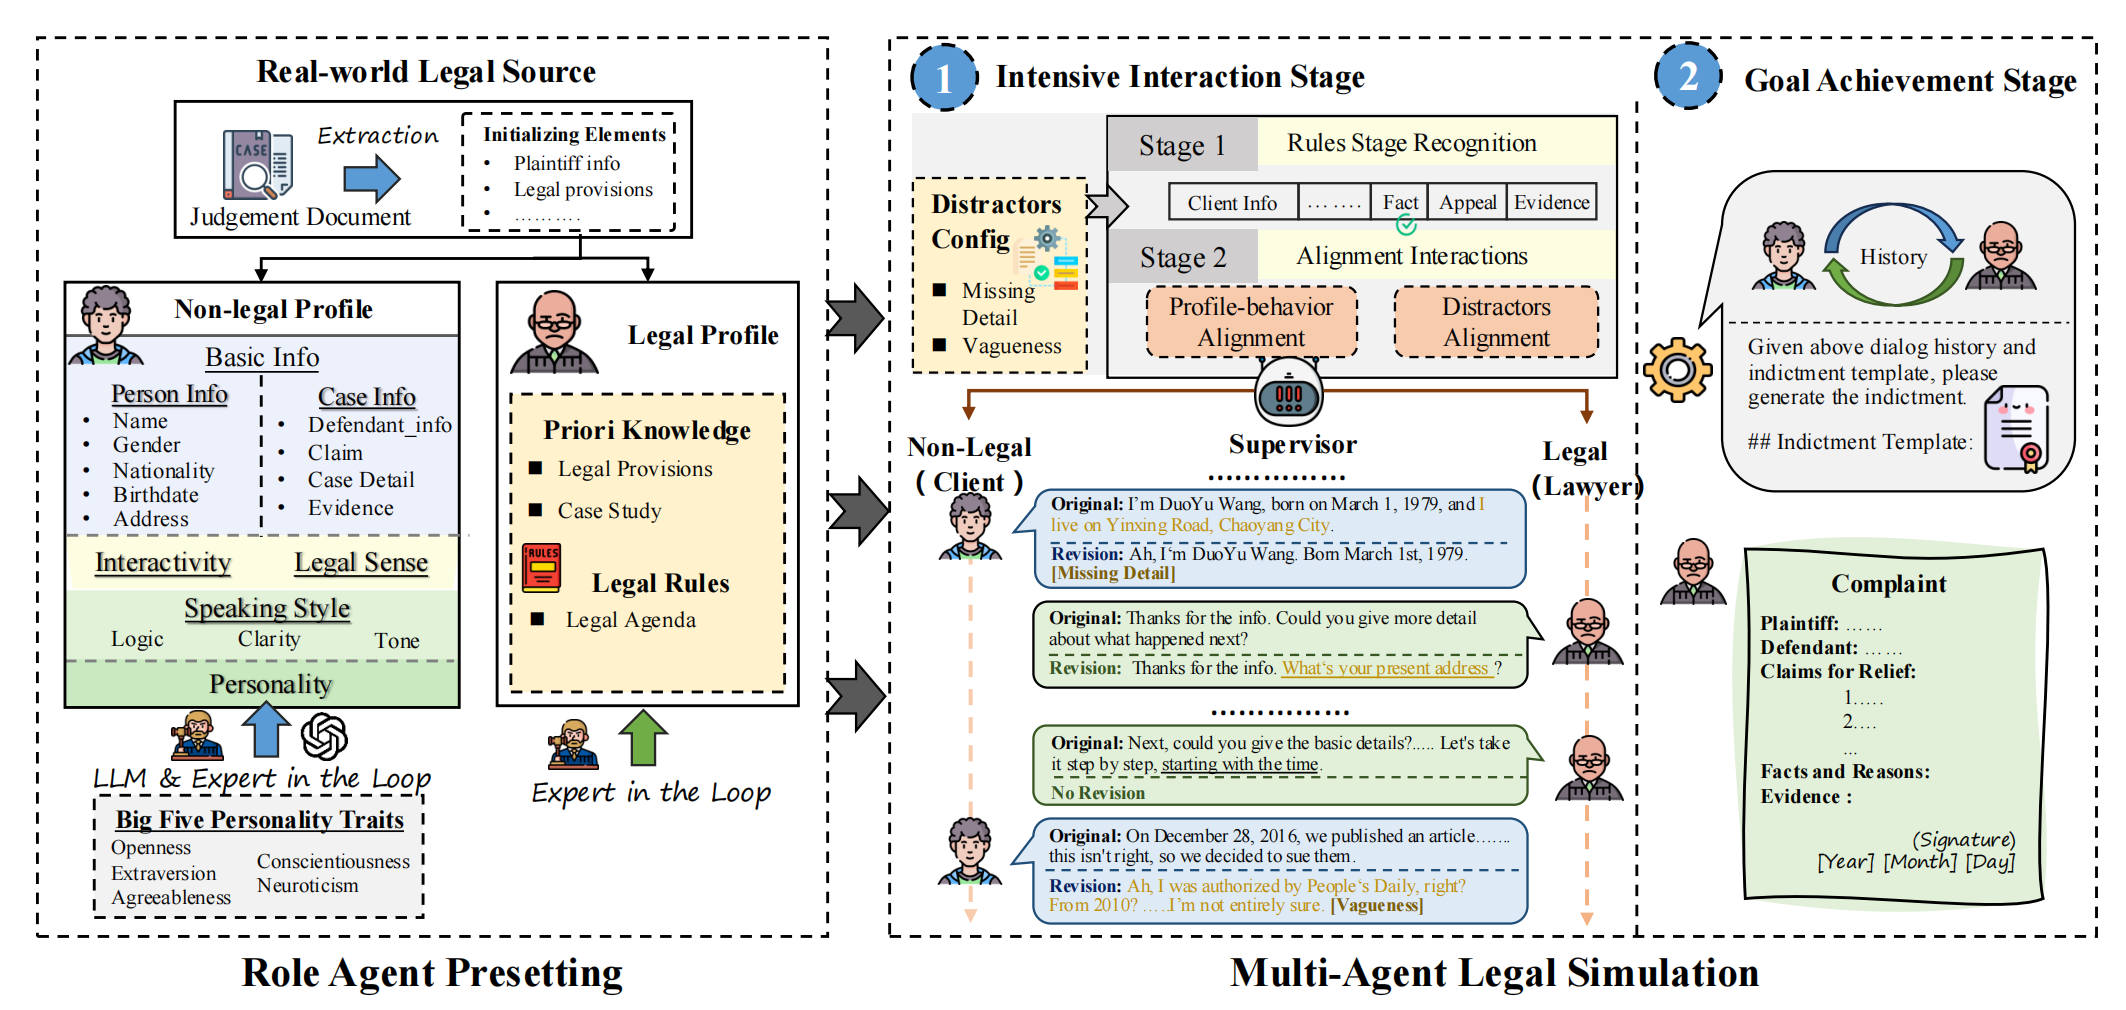 Real-world Legal Source
Extraction
Judgement Document
CASE
Initializing Elements
• Plaintiff info
• Legal provisions
• ..........
Non-legal Profile
Basic Info
Person Info
• Name
• Gender
• Nationality
• Birthdate
• Address
Case Info
• Defendant_info
• Claim
• Case Detail
• Evidence
Interactivity
Legal Sense
Speaking Style
Logic
Clarity
Tone
Personality
LLM & Expert in the Loop
Big Five Personality Traits
Openness
Extraversion
Agreeableness
Conscientiousness
Neuroticism
Legal Profile
Priori Knowledge
■ Legal Provisions
■ Case Study
RULES
Legal Rules
■ Legal Agenda
Expert in the Loop
Role Agent Presetting
1
Intensive Interaction Stage
Distractors
Config
■ Missing
Detail
■ Vagueness
Stage 1
Rules Stage Recognition
Client Info
.......
Fact
Appeal
Evidence
Stage 2
Alignment Interactions
Profile-behavior
Alignment
Distractors
Alignment
Non-Legal
( Client )
Supervisor
Legal
(Lawyer)
...............
Original: I'm DuoYu Wang, born on March 1, 1979, and I
live on Yinxing Road, Chaoyang City.
Revision: Ah, I'm DuoYu Wang. Born March 1st, 1979.
[Missing Detail]
Original: Thanks for the info. Could you give more detail
about what happened next?
Revision: Thanks for the info. What's your present address ?
...............
Original: Next, could you give the basic details?..... Let's take
it step by step, starting with the time.
No Revision
Original: On December 28, 2016, we published an article.......
this isn't right, so we decided to sue them.
Revision: Ah, I was authorized by People's Daily, right?
From 2010? .....I'm not entirely sure. [Vagueness]
2
Goal Achievement Stage
History
Given above dialog history and
indictment template, please
generate the indictment.
## Indictment Template:
Complaint
Plaintiff: ......
Defendant: ......
Claims for Relief:
1.....
2....
...
Facts and Reasons:
Evidence :
(Signature)
[Year] [Month] [Day]
Multi-Agent Legal Simulation